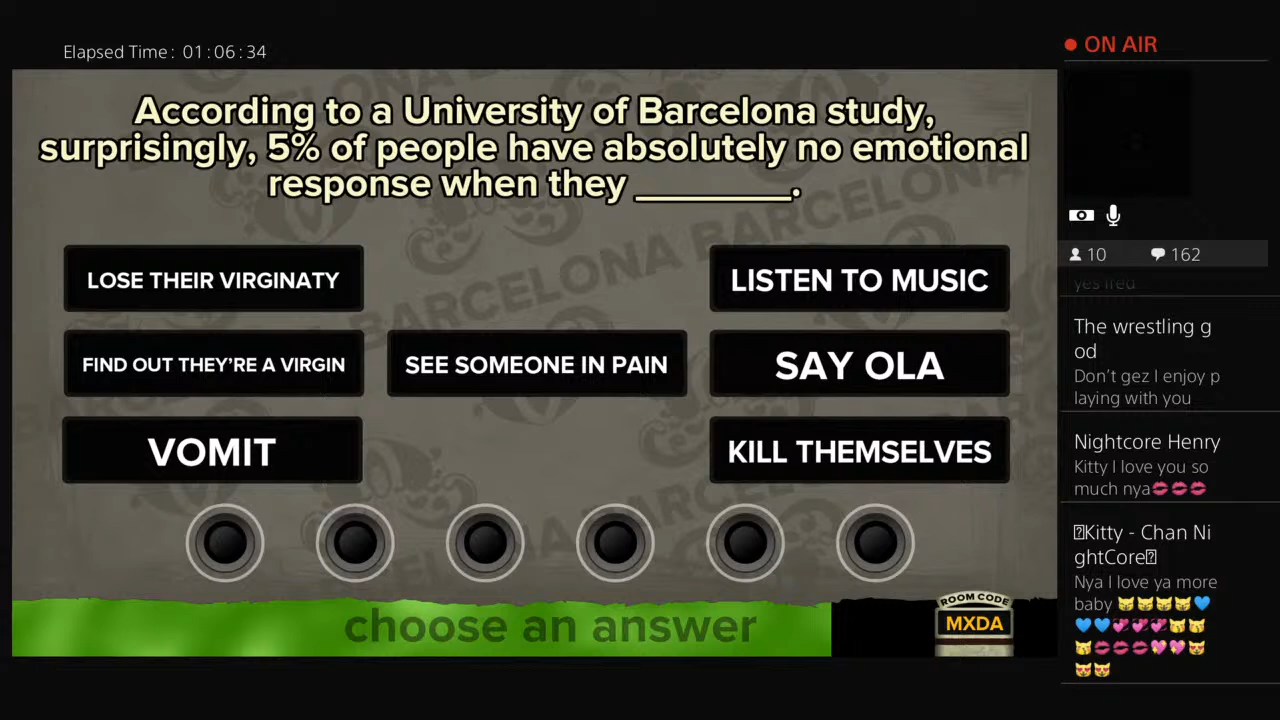 Elapsed Time: 01:06:34
ON AIR
According to a University of Barcelona study,
surprisingly, 5% of people have absolutely no emotional
response when they ________.
LOSE THEIR VIRGINATY
LISTEN TO MUSIC
FIND OUT THEY'RE A VIRGIN
SEE SOMEONE IN PAIN
SAY OLA
VOMIT
KILL THEMSELVES
choose an answer
ROOM CODE
MXDA
10
162
The wrestling g
od
Don't gez I enjoy p
laying with you
Nightcore Henry
Kitty I love you so
much nya💋💋💋
Kitty - Chan Ni
ghtCore
Nya I love ya more
baby 😸😸😸😸💙
💙💙💞💞💞😽😽
😽💋💋💋💖💖😻
😻😻
BARCELONA
BARCELONA
BARCELONA